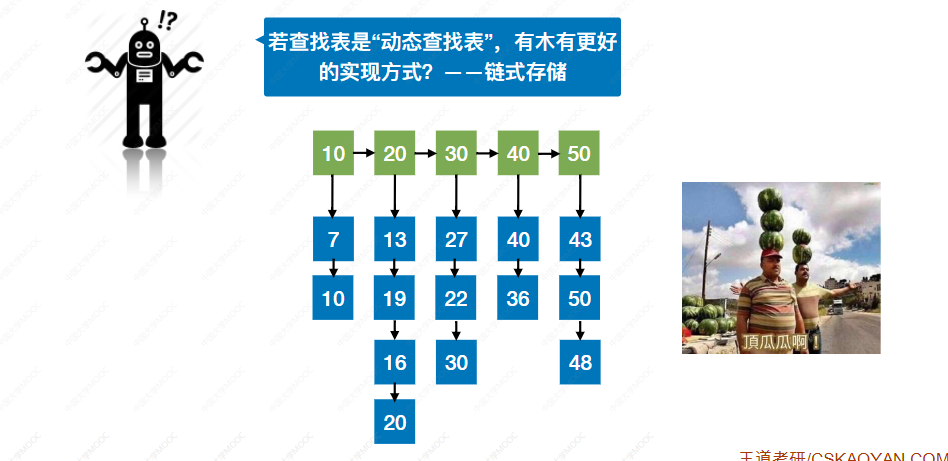 !?
若查找表是“动态查找表”，有木有更好
的实现方式？——链式存储
10 20 30 40 50
7 13 27 40 43
10 19 22 36 50
16 30 48
20
頂瓜瓜啊！
王道考研/CSKAOYAN.COM